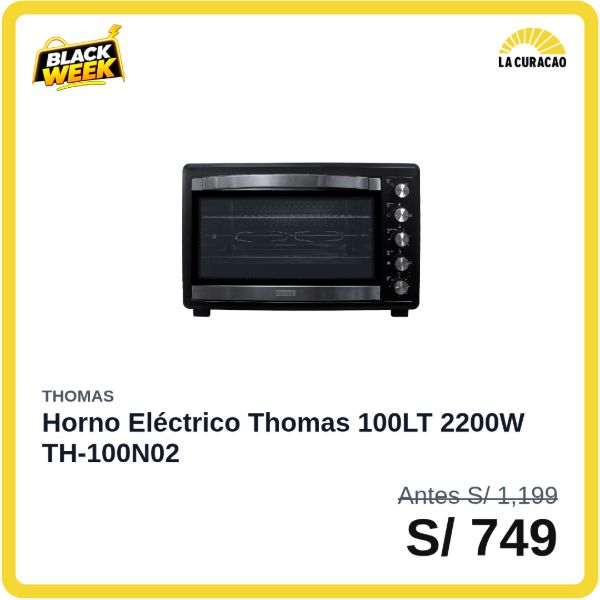 BLACK
WEEK
LA CURACAO
THOMAS
Horno Eléctrico Thomas 100LT 2200W
TH-100N02
Antes S/ 1,199
S/ 749